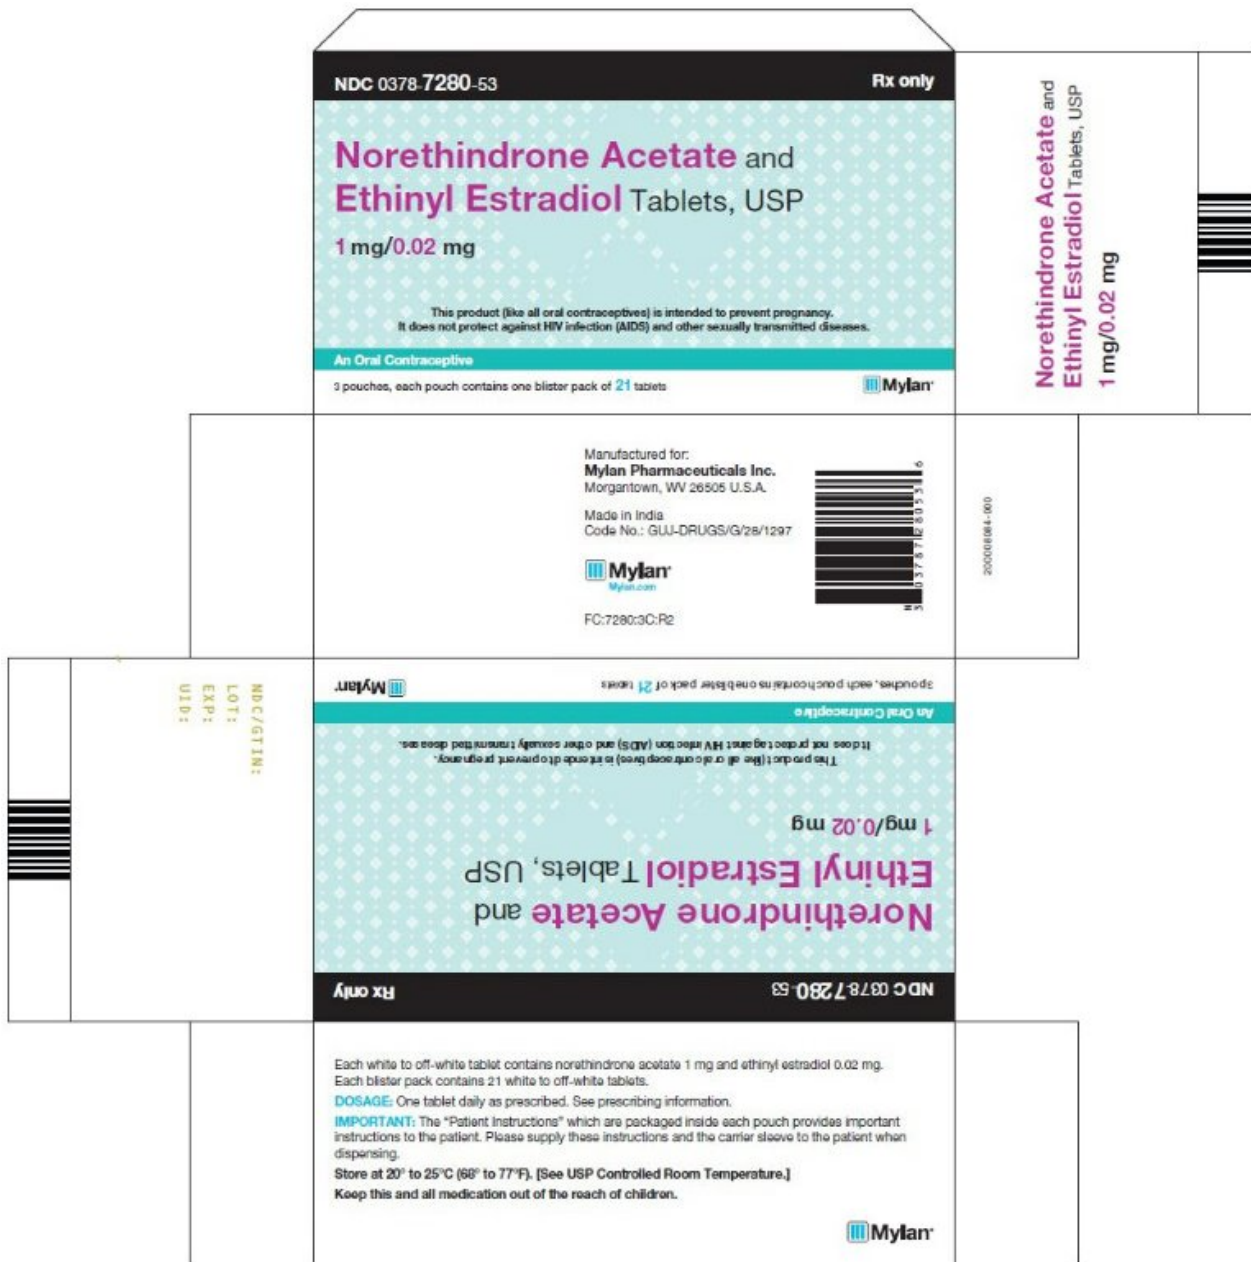 NDC 0378-7280-53
Rx only
Norethindrone Acetate and
Ethinyl Estradiol Tablets, USP
1 mg/0.02 mg
This product (like all oral contraceptives) is intended to prevent pregnancy.
It does not protect against HIV infection (AIDS) and other sexually transmitted diseases.
An Oral Contraceptive
3 pouches, each pouch contains one blister pack of 21 tablets
Mylan
Norethindrone Acetate and
Ethinyl Estradiol Tablets, USP
1 mg/0.02 mg
Manufactured for:
Mylan Pharmaceuticals Inc.
Morgantown, WV 26505 U.S.A.
Made in India
Code No.: GUJ-DRUGS/G/28/1297
Mylan
Mylan.com
FC:7280:3C:R2
N
3 0378 7 28053 6
200008084-000
NDC/GTIN:
LOT:
EXP:
UID:
NDC 0378-7280-53
Rx only
Norethindrone Acetate and
Ethinyl Estradiol Tablets, USP
1 mg/0.02 mg
This product (like all oral contraceptives) is intended to prevent pregnancy.
It does not protect against HIV infection (AIDS) and other sexually transmitted diseases.
An Oral Contraceptive
3 pouches, each pouch contains one blister pack of 21 tablets
Mylan
Each white to off-white tablet contains norethindrone acetate 1 mg and ethinyl estradiol 0.02 mg.
Each blister pack contains 21 white to off-white tablets.
DOSAGE: One tablet daily as prescribed. See prescribing information.
IMPORTANT: The "Patient Instructions" which are packaged inside each pouch provides important
instructions to the patient. Please supply these instructions and the carrier sleeve to the patient when
dispensing.
Store at 20° to 25°C (68° to 77°F). [See USP Controlled Room Temperature.]
Keep this and all medication out of the reach of children.
Mylan